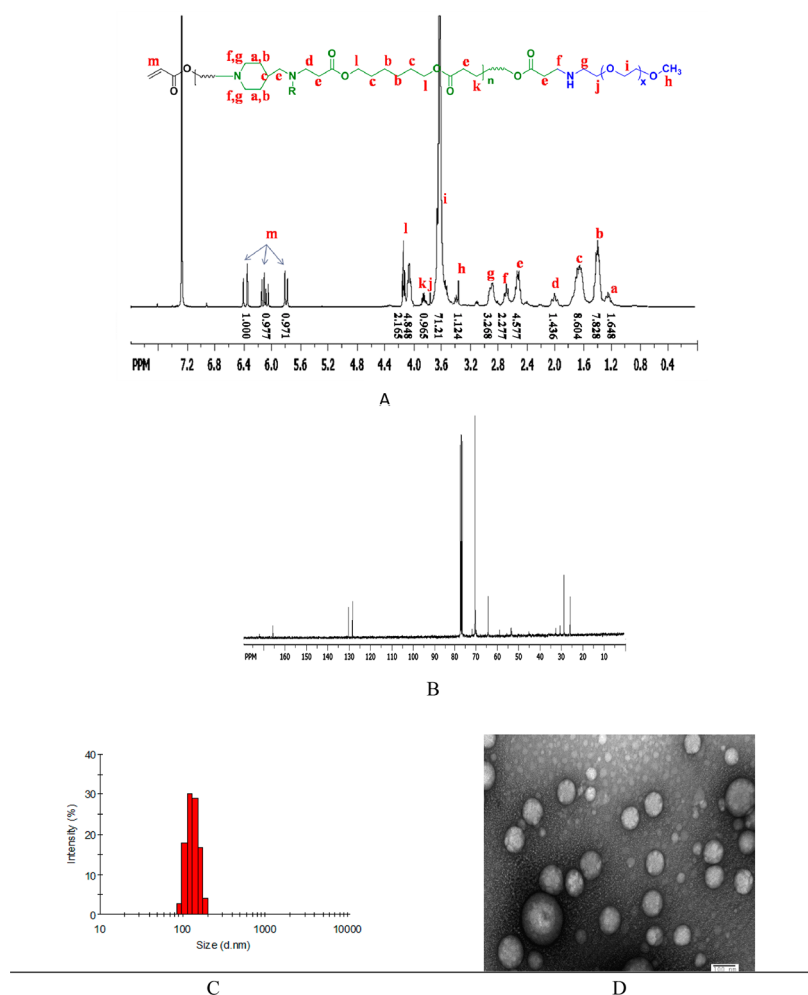 m
f,g a,b
d
b
c
l
e
f
g
i
O
O
N
c
c
N
R
O
O
O
O
N
H
O
O
CH₃
f,g a,b
e
c
b
l
O
k
n
e
j
x
h
i
m
l
k j
h
g
f
e
d
c
b
a
1.000
0.977
0.971
2.165
4.848
0.965
71.21
1.124
3.268
2.277
4.577
1.436
8.604
7.828
1.648
PPM 7.2 6.8 6.4 6.0 5.6 5.2 4.8 4.4 4.0 3.6 3.2 2.8 2.4 2.0 1.6 1.2 0.8 0.4
A
PPM 160 150 140 130 120 110 100 90 80 70 60 50 40 30 20 10
B
40
30
20
10
0
Intensity (%)
10 100 1000 10000
Size (d.nm)
100 nm
C D